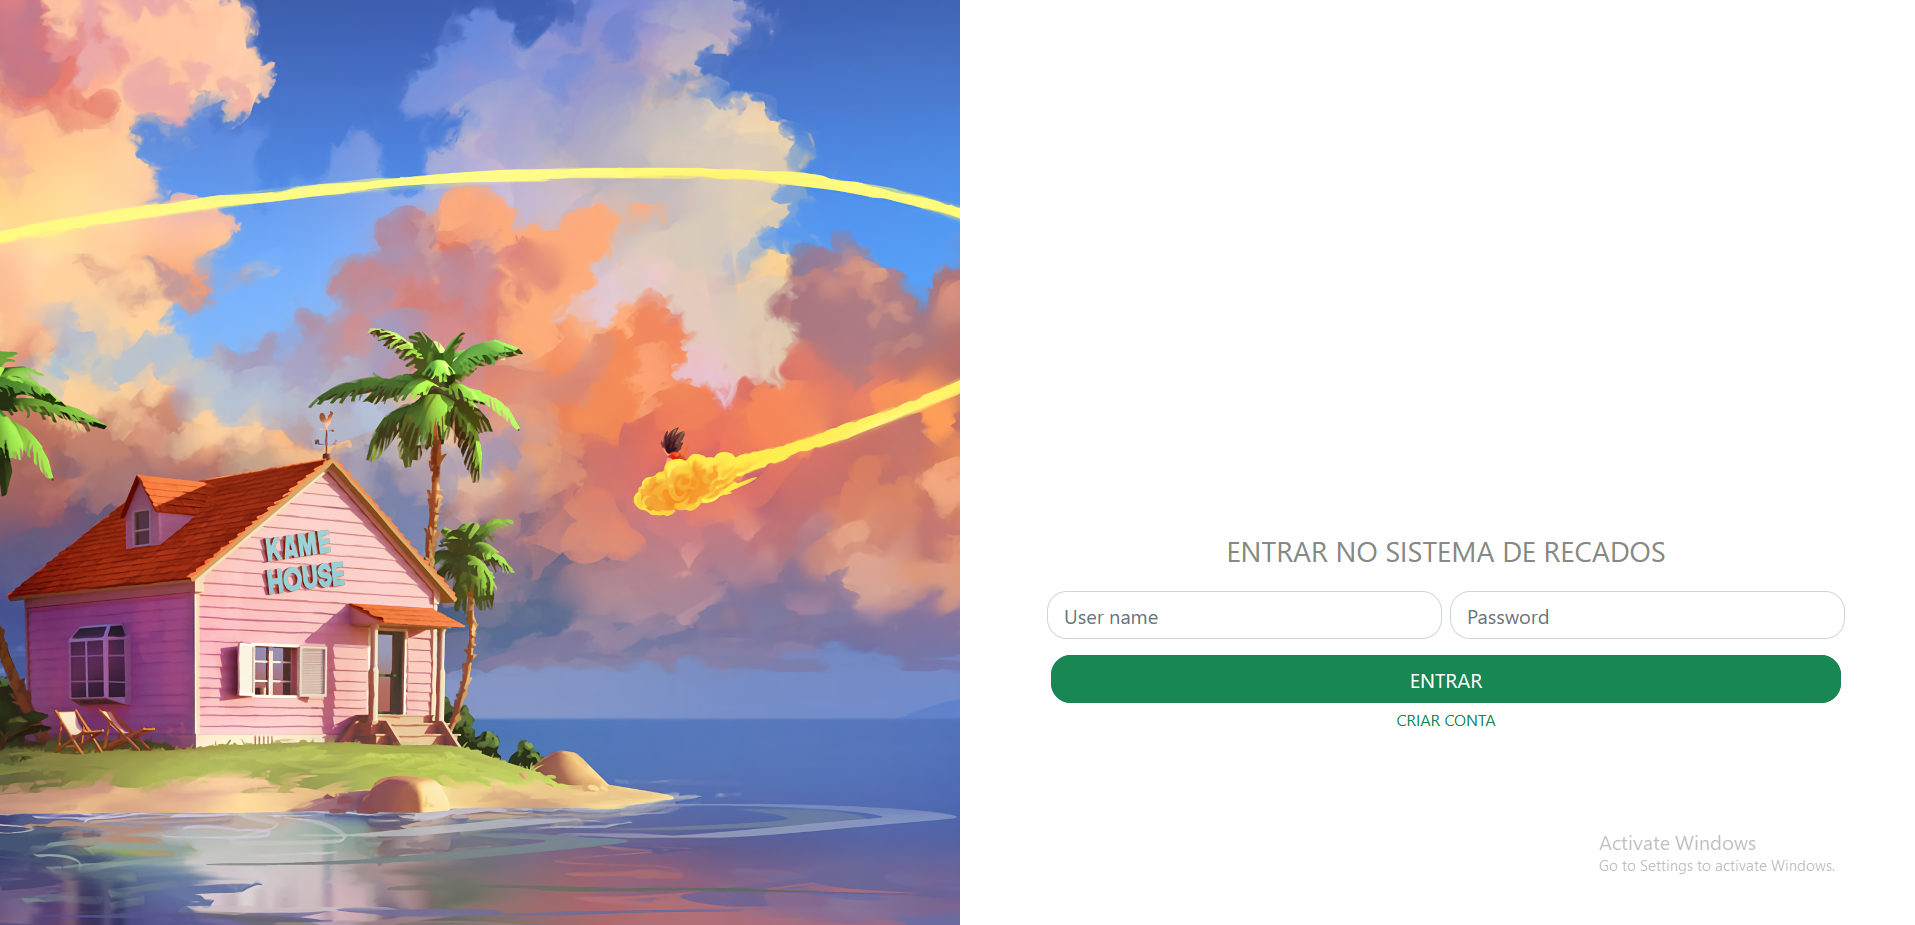 KAME
HOUSE
ENTRAR NO SISTEMA DE RECADOS
User name
Password
ENTRAR
CRIAR CONTA
Activate Windows
Go to Settings to activate Windows.